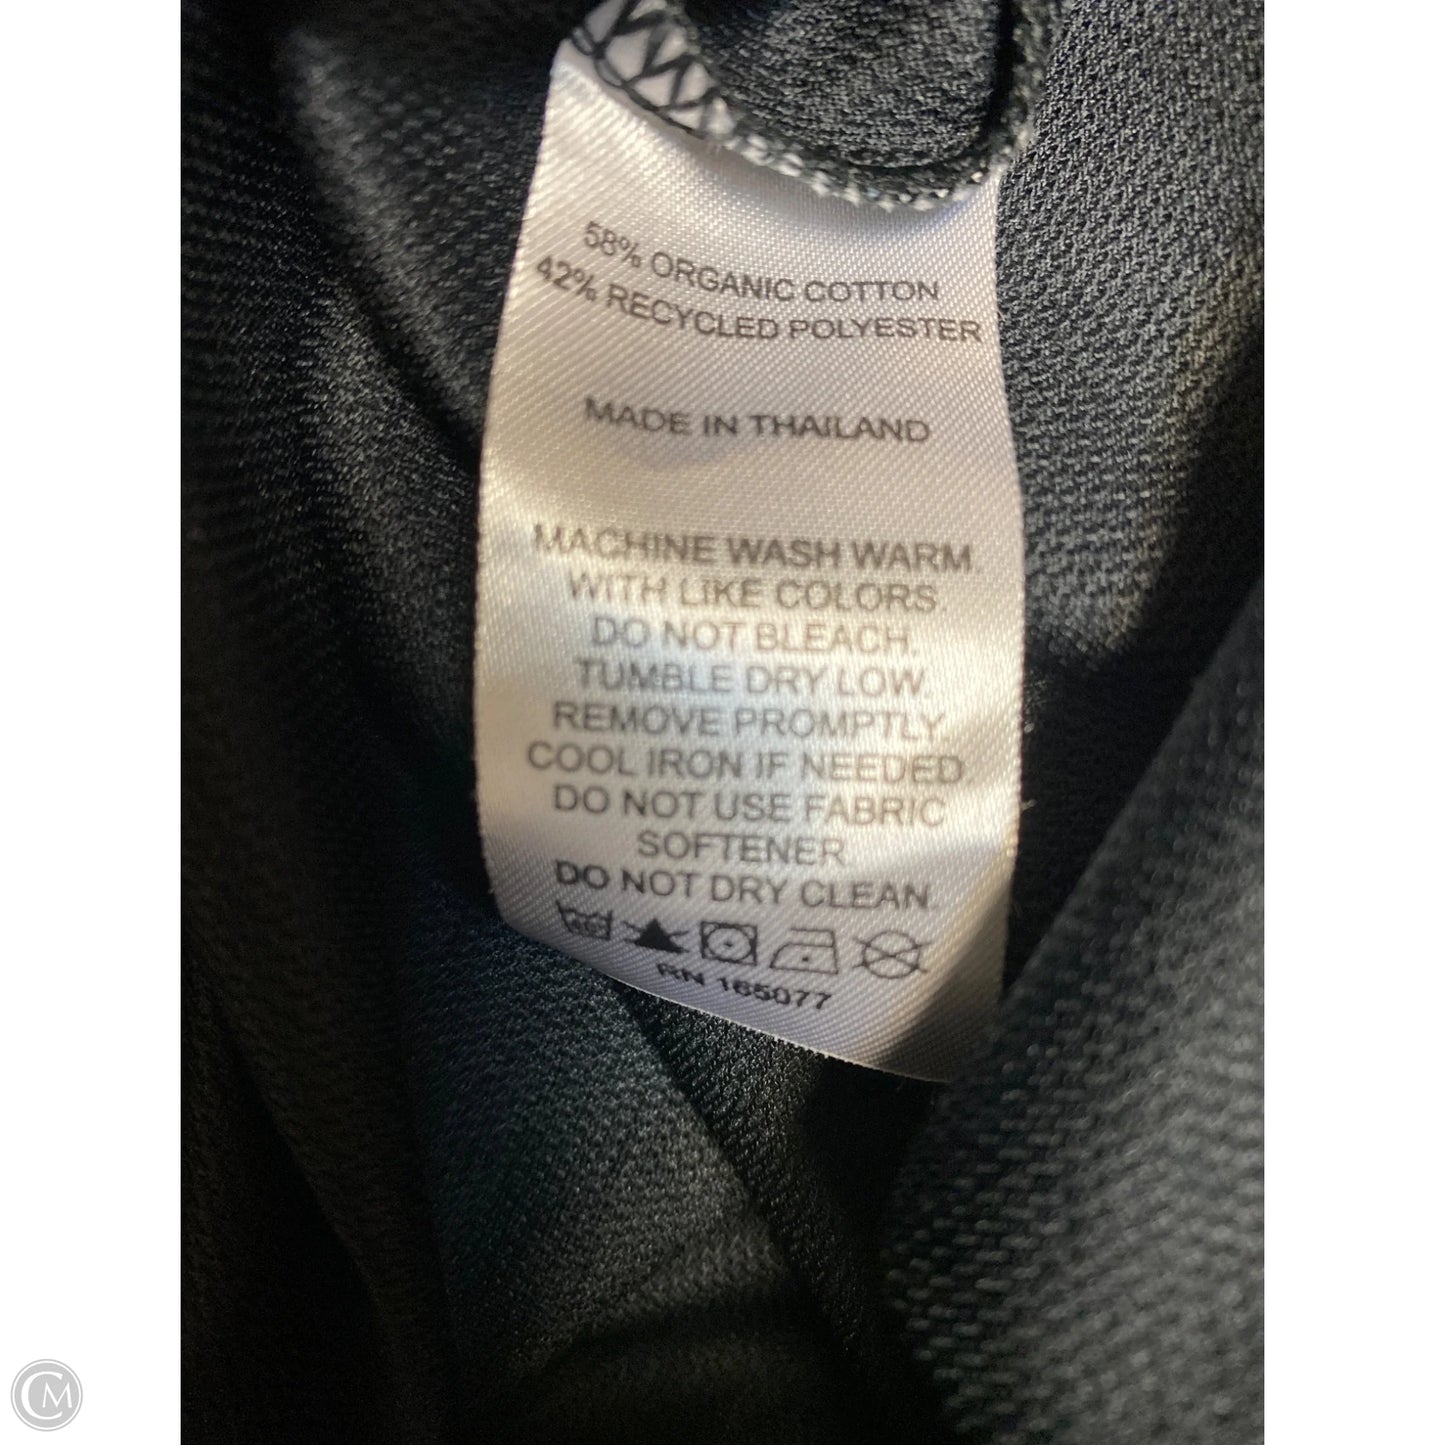 58% ORGANIC COTTON
42% RECYCLED POLYESTER
MADE IN THAILAND
MACHINE WASH WARM
WITH LIKE COLORS.
DO NOT BLEACH.
TUMBLE DRY LOW.
REMOVE PROMPTLY.
COOL IRON IF NEEDED.
DO NOT USE FABRIC
SOFTENER
DO NOT DRY CLEAN.
40
RN 165077
CM